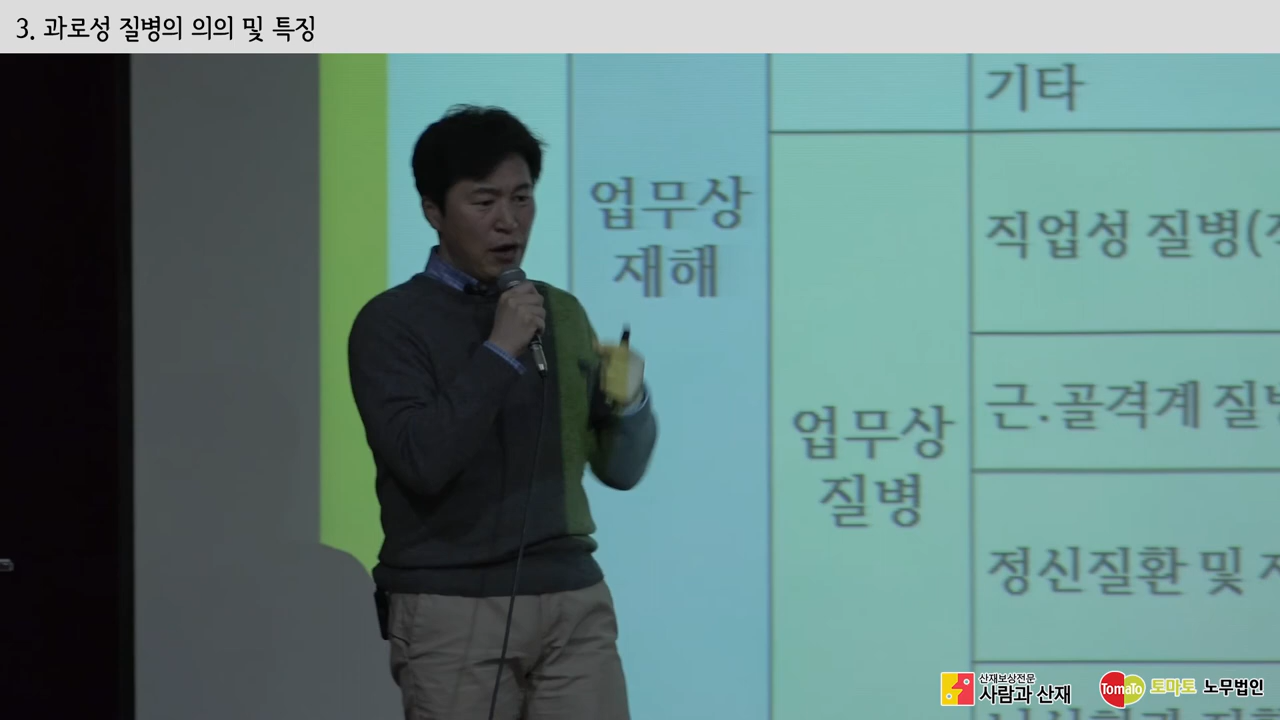 3. 과로성 질병의 의의 및 특징
기타
업무상
재해
직업성 질병(
근.골격계 질병
업무상
질병
정신질환 및
산재보상전문
사람과 산재
TomaTo
토마토 노무법인